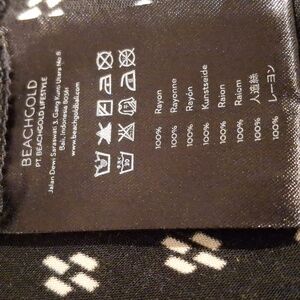 BEACHGOLD
PT. BEACHGOLD LIFESTYLE
Jalan Dewi Saraswati 3, Gang Kunti Utara No 8
Bali, Indonesia 80361
www.beachgoldbali.com
100% Rayon
100% Rayonne
100% Rayón
100% Kunstseide
100% Raion
100% Raiom
100% 人造絲
100% レーヨン